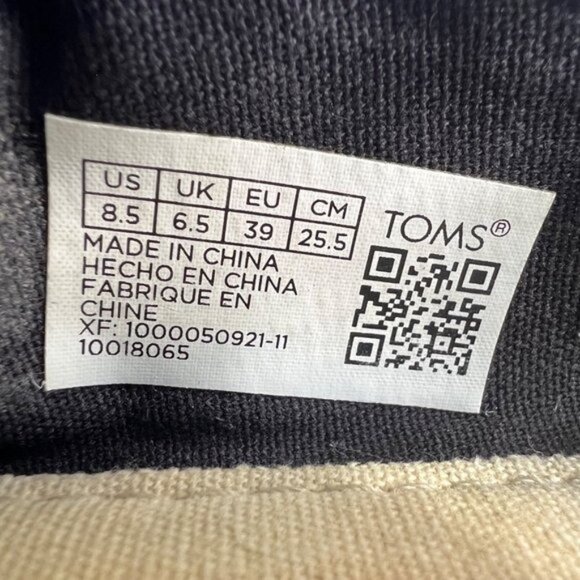 US UK EU CM
8.5 6.5 39 25.5
TOMS®
MADE IN CHINA
HECHO EN CHINA
FABRIQUE EN
CHINE
XF: 1000050921-11
10018065